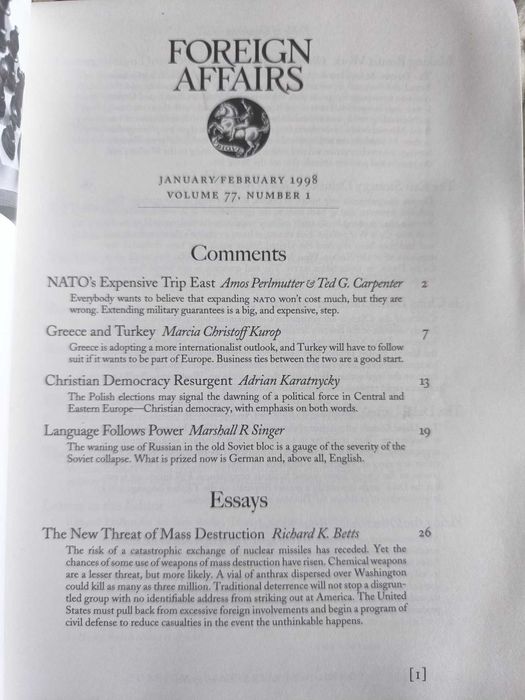 FOREIGN
AFFAIRS
JANUARY/FEBRUARY 1998
VOLUME 77, NUMBER 1
Comments
NATO's Expensive Trip East Amos Perlmutter & Ted G. Carpenter 2
Everybody wants to believe that expanding NATO won't cost much, but they are
wrong. Extending military guarantees is a big, and expensive, step.
Greece and Turkey Marcia Christoff Kurop 7
Greece is adopting a more internationalist outlook, and Turkey will have to follow
suit if it wants to be part of Europe. Business ties between the two are a good start.
Christian Democracy Resurgent Adrian Karatnycky 13
The Polish elections may signal the dawning of a political force in Central and
Eastern Europe—Christian democracy, with emphasis on both words.
Language Follows Power Marshall R Singer 19
The waning use of Russian in the old Soviet bloc is a gauge of the severity of the
Soviet collapse. What is prized now is German and, above all, English.
Essays
The New Threat of Mass Destruction Richard K. Betts 26
The risk of a catastrophic exchange of nuclear missiles has receded. Yet the
chances of some use of weapons of mass destruction have risen. Chemical weapons
are a lesser threat, but more likely. A vial of anthrax dispersed over Washington
could kill as many as three million. Traditional deterrence will not stop a disgrun-
tled group with no identifiable address from striking out at America. The United
States must pull back from excessive foreign involvements and begin a program of
civil defense to reduce casualties in the event the unthinkable happens.
[1]